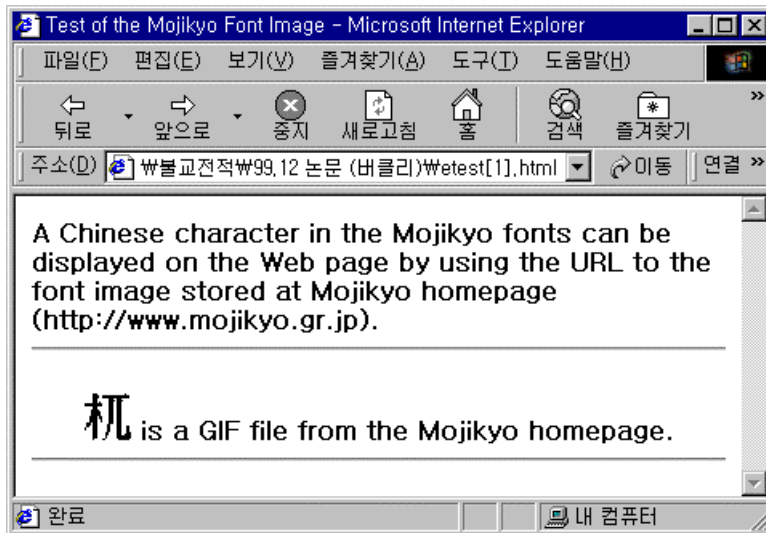 Test of the Mojikyo Font Image - Microsoft Internet Explorer
파일(F) 편집(E) 보기(V) 즐겨찾기(A) 도구(T) 도움말(H)
뒤로 앞으로 중지 새로고침 홈 검색 즐겨찾기 »
주소(D) ₩불교전적₩99,12 논문 (버클리)₩etest[1],html 이동 연결 »
A Chinese character in the Mojikyo fonts can be
displayed on the Web page by using the URL to the
font image stored at Mojikyo homepage
(http://www.mojikyo.gr.jp).
is a GIF file from the Mojikyo homepage.
완료 내 컴퓨터